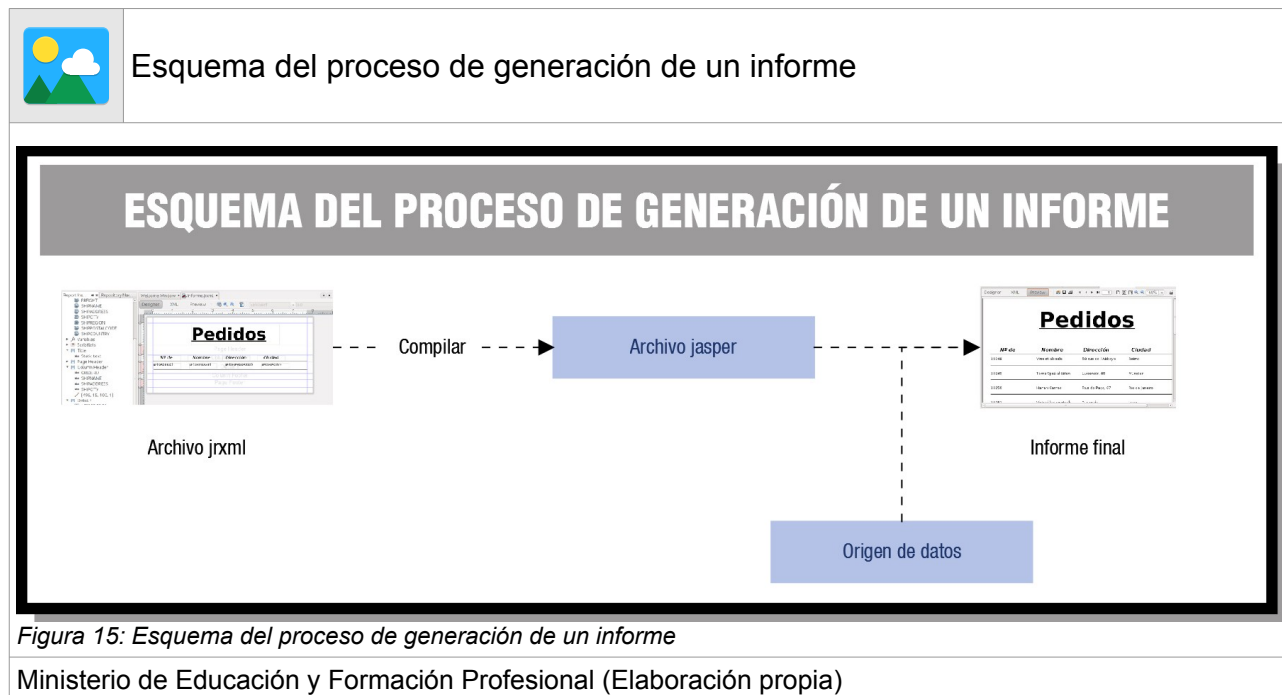 Esquema del proceso de generación de un informe
ESQUEMA DEL PROCESO DE GENERACIÓN DE UN INFORME
Pedidos
Compilar
Archivo jasper
Pedidos
Nº de Nombre Dirección Ciudad
Archivo jrxml
Informe final
Origen de datos
Figura 15: Esquema del proceso de generación de un informe
Ministerio de Educación y Formación Profesional (Elaboración propia)